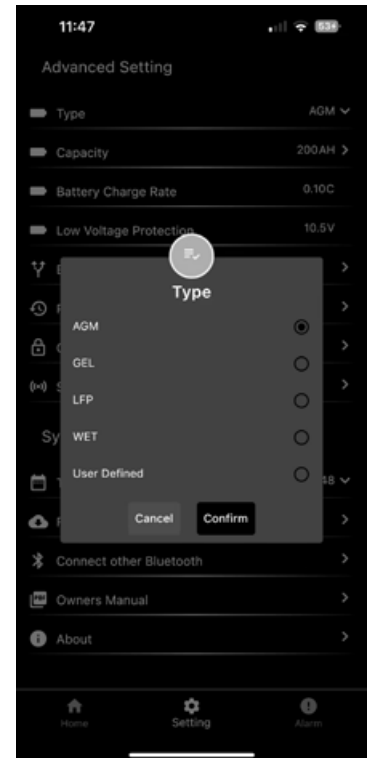 11:47
53+
Advanced Setting
Type AGM
Capacity 200AH
Battery Charge Rate 0.10C
Low Voltage Protection 10.5V
Type
AGM
GEL
LFP
WET
User Defined
Cancel Confirm
Sy
48
Connect other Bluetooth
Owners Manual
About
Home Setting Alarm